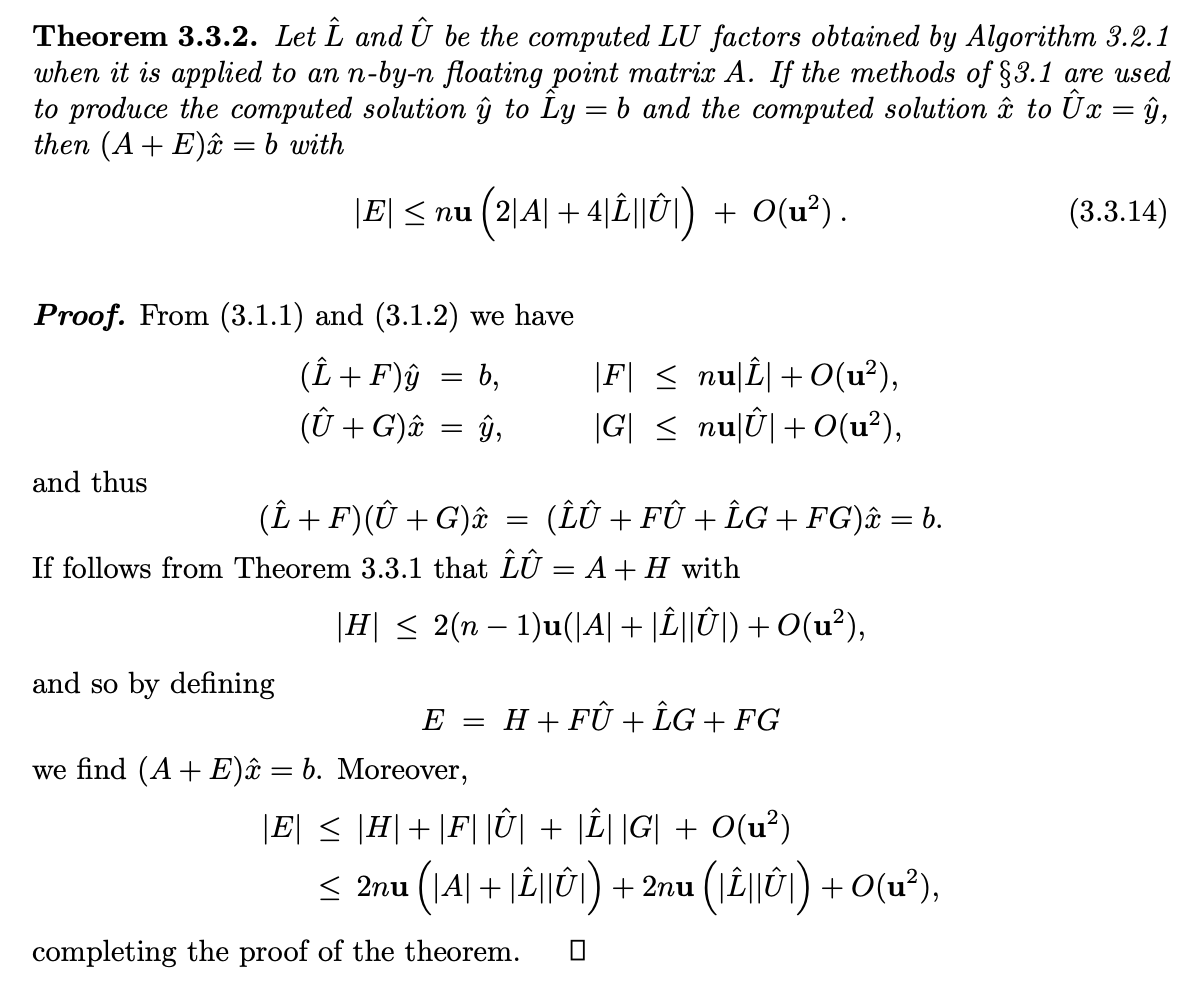 Theorem 3.3.2. Let L̂ and Û be the computed LU factors obtained by Algorithm 3.2.1
when it is applied to an n-by-n floating point matrix A. If the methods of §3.1 are used
to produce the computed solution ŷ to L̂y = b and the computed solution x̂ to Ûx = ŷ,
then (A + E)x̂ = b with
|E| ≤ nu (2|A| + 4|L̂||Û|) + O(u²). (3.3.14)
Proof. From (3.1.1) and (3.1.2) we have
(L̂ + F)ŷ = b, |F| ≤ nu|L̂| + O(u²),
(Û + G)x̂ = ŷ, |G| ≤ nu|Û| + O(u²),
and thus
(L̂ + F)(Û + G)x̂ = (L̂Û + FÛ + L̂G + FG)x̂ = b.
If follows from Theorem 3.3.1 that L̂Û = A + H with
|H| ≤ 2(n − 1)u(|A| + |L̂||Û|) + O(u²),
and so by defining
E = H + FÛ + L̂G + FG
we find (A + E)x̂ = b. Moreover,
|E| ≤ |H| + |F| |Û| + |L̂| |G| + O(u²)
≤ 2nu (|A| + |L̂||Û|) + 2nu (|L̂||Û|) + O(u²),
completing the proof of the theorem. □